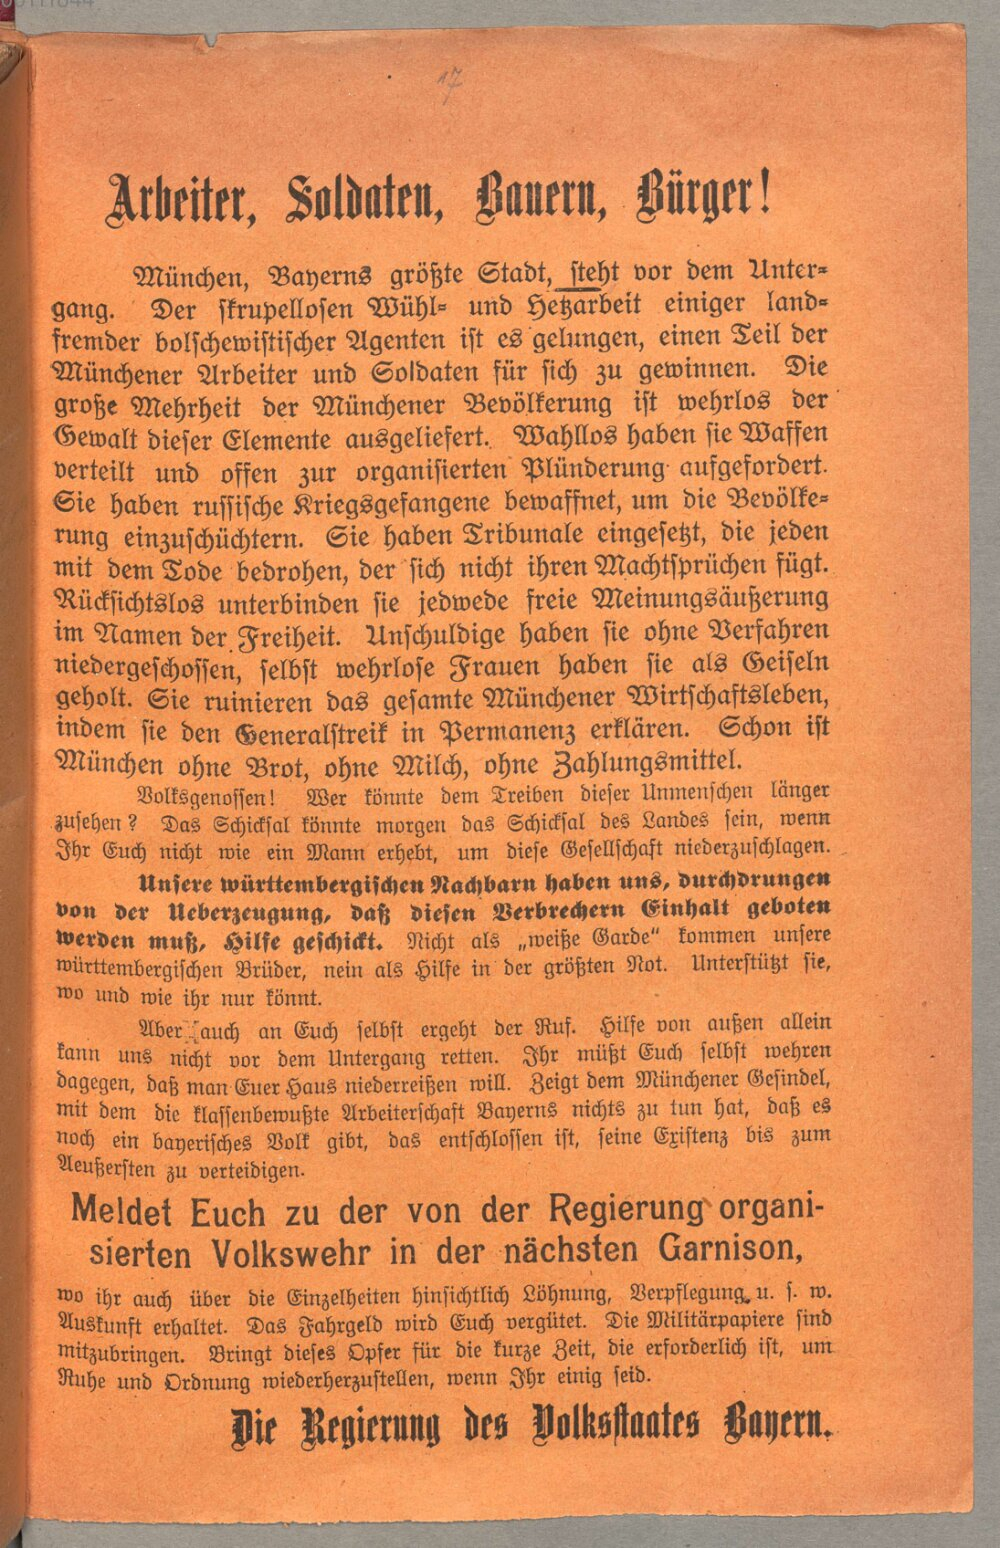 17
Arbeiter, Soldaten, Bauern, Bürger!
München, Bayerns größte Stadt, steht vor dem Unter-
gang. Der skrupellosen Wühl- und Hetzarbeit einiger land-
fremder bolschewistischer Agenten ist es gelungen, einen Teil der
Münchener Arbeiter und Soldaten für sich zu gewinnen. Die
große Mehrheit der Münchener Bevölkerung ist wehrlos der
Gewalt dieser Elemente ausgeliefert. Wahllos haben sie Waffen
verteilt und offen zur organisierten Plünderung aufgefordert.
Sie haben russische Kriegsgefangene bewaffnet, um die Bevölke-
rung einzuschüchtern. Sie haben Tribunale eingesetzt, die jeden
mit dem Tode bedrohen, der sich nicht ihren Machtsprüchen fügt.
Rücksichtslos unterbinden sie jedwede freie Meinungsäußerung
im Namen der Freiheit. Unschuldige haben sie ohne Verfahren
niedergeschossen, selbst wehrlose Frauen haben sie als Geiseln
geholt. Sie ruinieren das gesamte Münchener Wirtschaftsleben,
indem sie den Generalstreik in Permanenz erklären. Schon ist
München ohne Brot, ohne Milch, ohne Zahlungsmittel.
Volksgenossen! Wer könnte dem Treiben dieser Unmenschen länger
zusehen? Das Schicksal könnte morgen das Schicksal des Landes sein, wenn
Ihr Euch nicht wie ein Mann erhebt, um diese Gesellschaft niederzuschlagen.
Unsere württembergischen Nachbarn haben uns, durchdrungen
von der Ueberzeugung, daß diesen Verbrechern Einhalt geboten
werden muß, Hilfe geschickt. Nicht als „weiße Garde“ kommen unsere
württembergischen Brüder, nein als Hilfe in der größten Not. Unterstützt sie,
wo und wie ihr nur könnt.
Aber auch an Euch selbst ergeht der Ruf. Hilfe von außen allein
kann uns nicht vor dem Untergang retten. Ihr müßt Euch selbst wehren
dagegen, daß man Euer Haus niederreißen will. Zeigt dem Münchener Gesindel,
mit dem die klassenbewußte Arbeiterschaft Bayerns nichts zu tun hat, daß es
noch ein bayerisches Volk gibt, das entschlossen ist, seine Existenz bis zum
Aeußersten zu verteidigen.
Meldet Euch zu der von der Regierung organi-
sierten Volkswehr in der nächsten Garnison,
wo ihr auch über die Einzelheiten hinsichtlich Löhnung, Verpflegung u. s. w.
Auskunft erhaltet. Das Fahrgeld wird Euch vergütet. Die Militärpapiere sind
mitzubringen. Bringt dieses Opfer für die kurze Zeit, die erforderlich ist, um
Ruhe und Ordnung wiederherzustellen, wenn Ihr einig seid.
Die Regierung des Volksstaates Bayern.